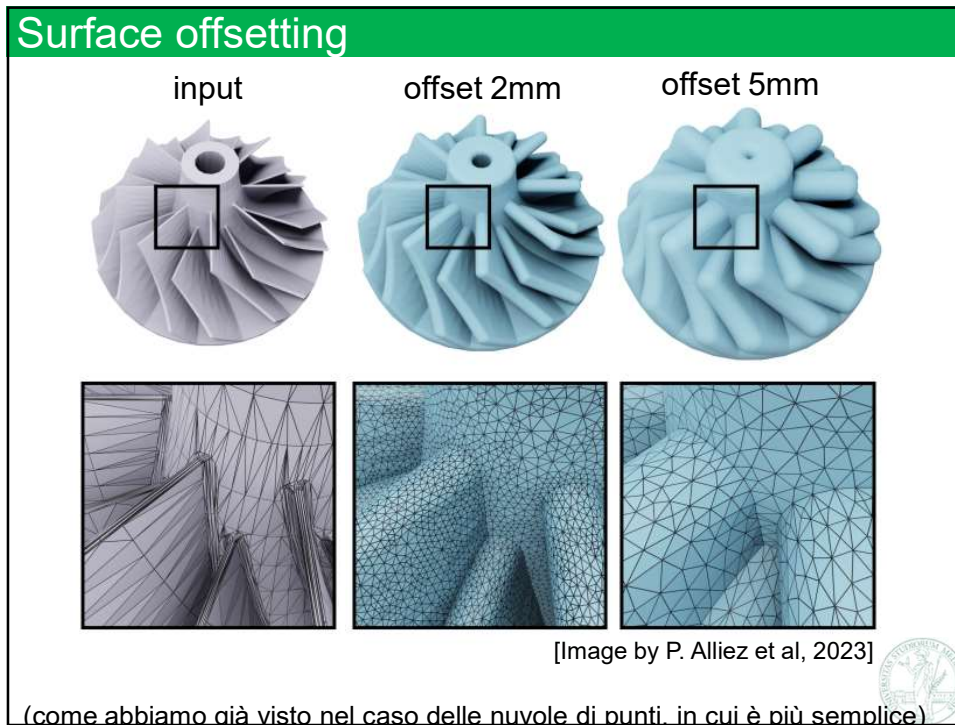 Surface offsetting
input offset 2mm offset 5mm
[Image by P. Alliez et al, 2023]
(come abbiamo già visto nel caso delle nuvole di punti, in cui è più semplice)